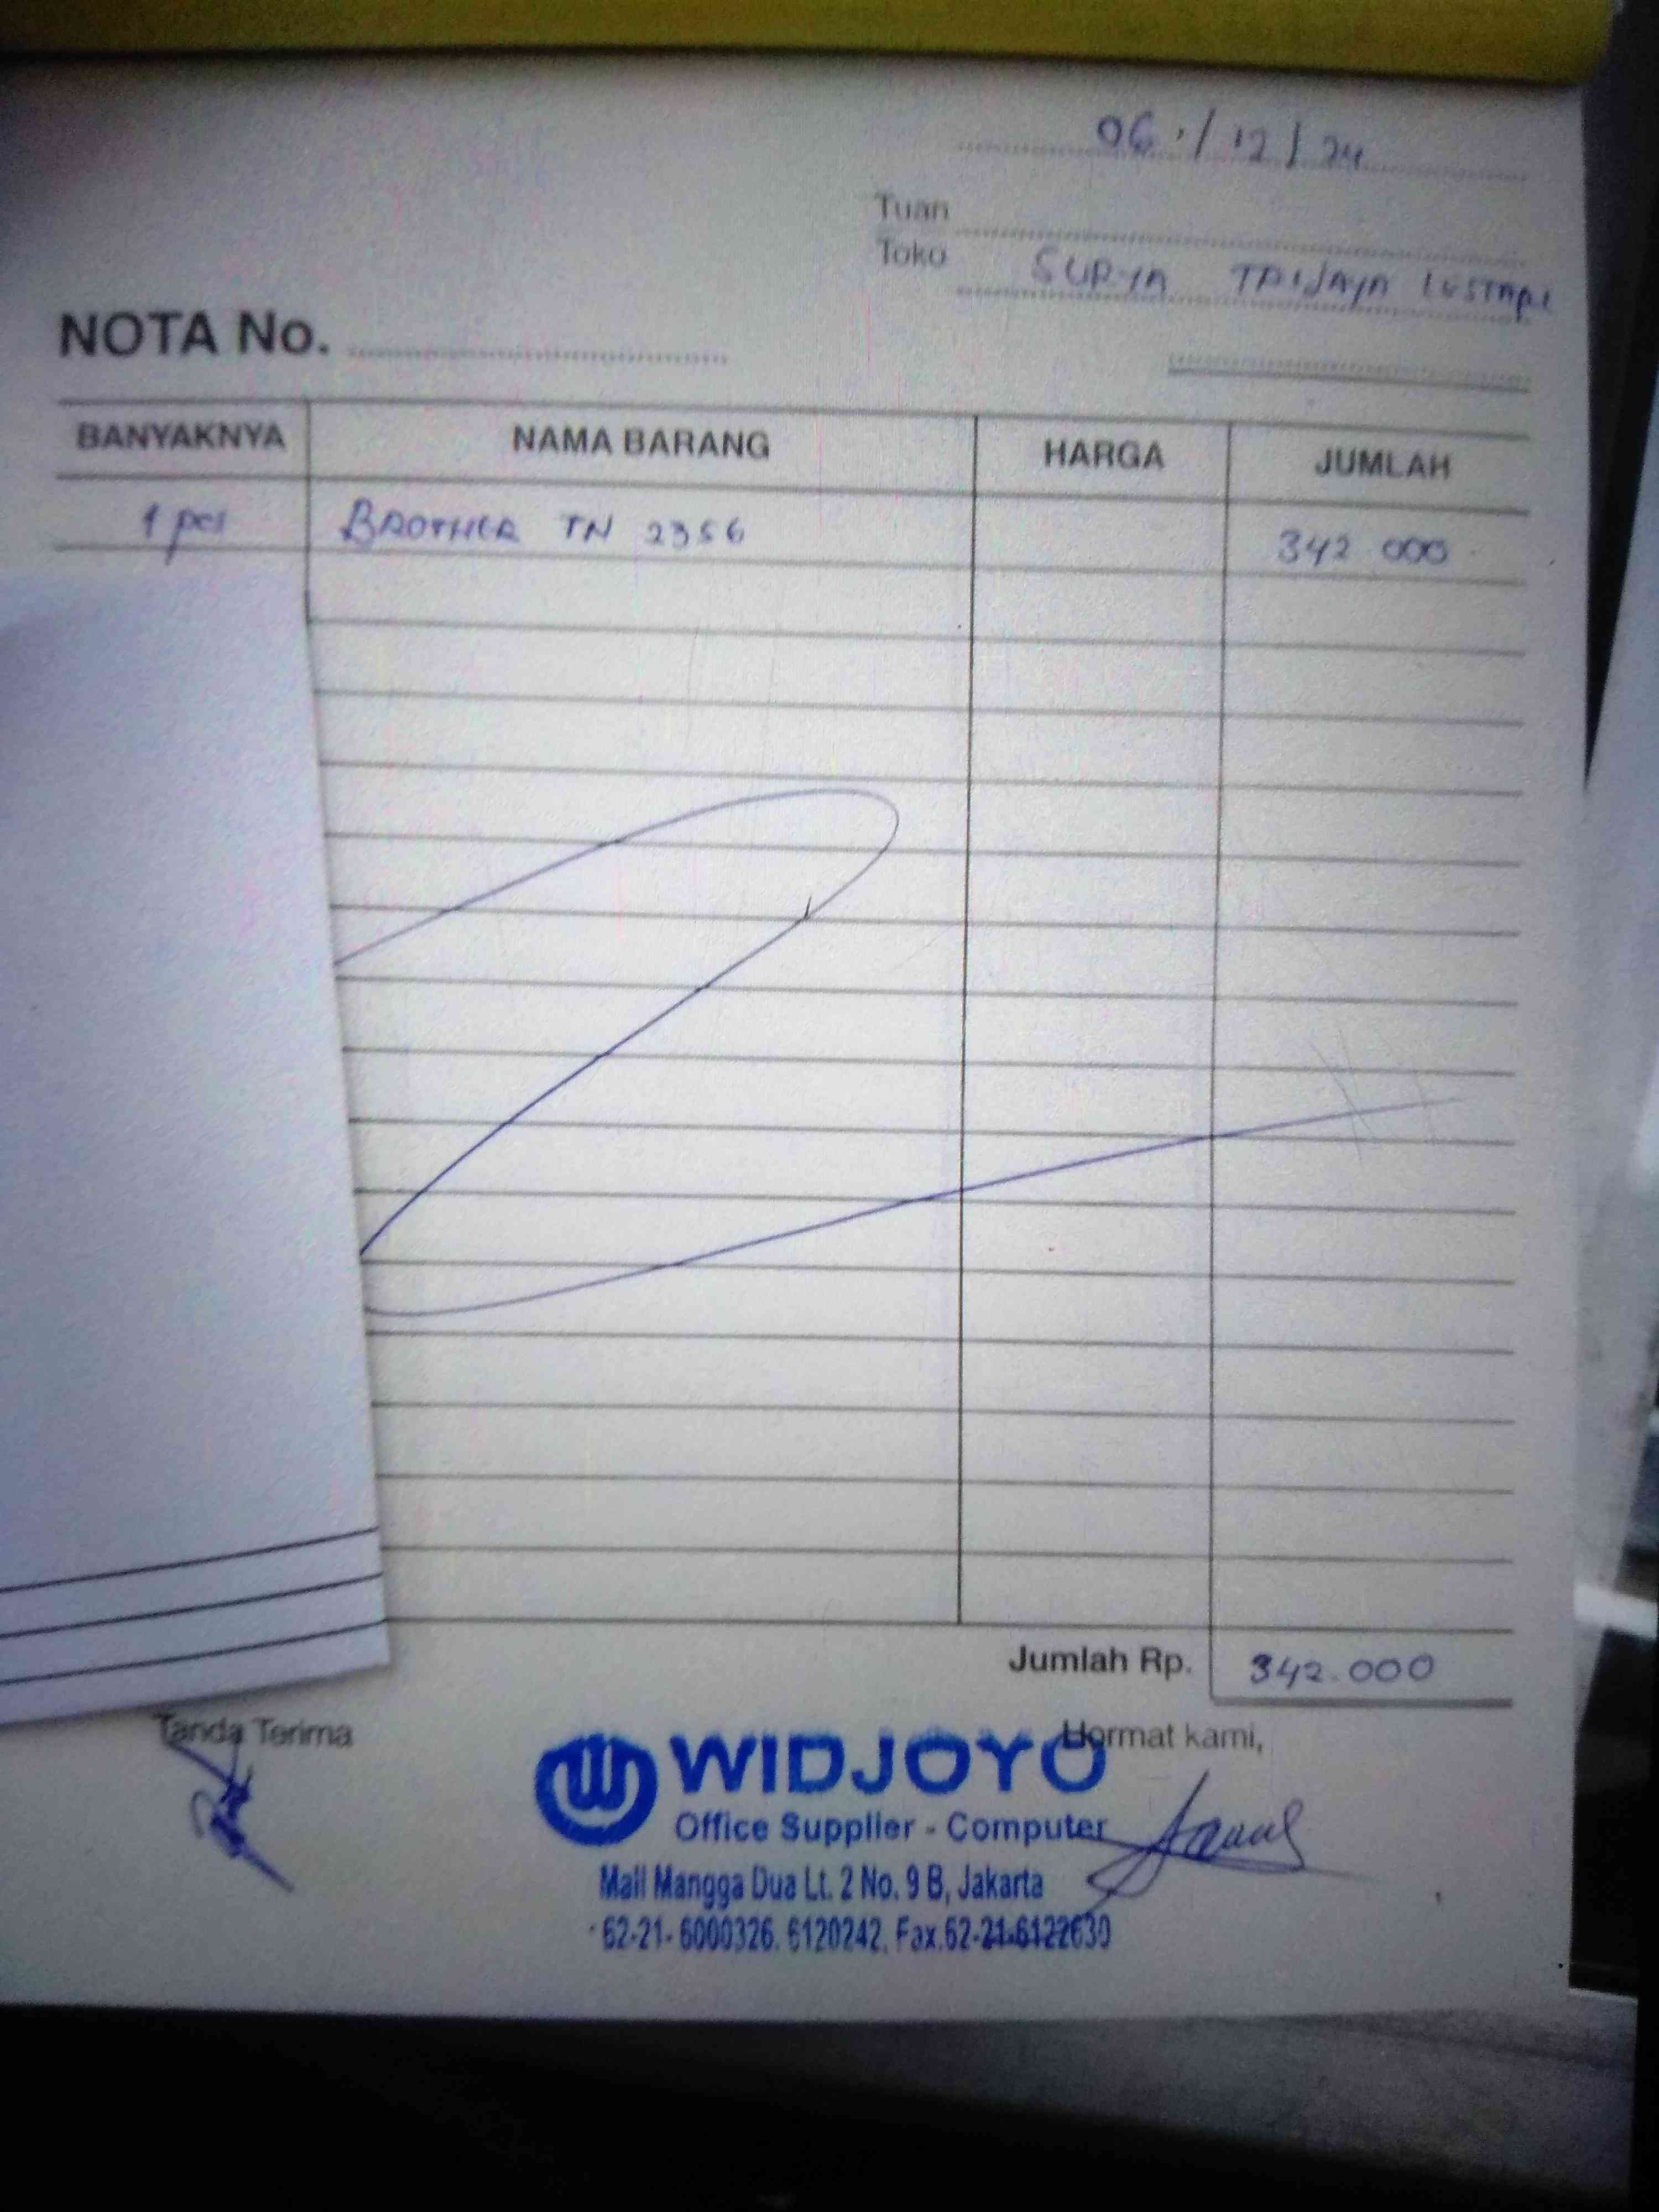 06 / 12 / 24
Tuan
Toko SURYA TRIJAYA LESTARI
NOTA No.
BANYAKNYA NAMA BARANG HARGA JUMLAH
1 pcs BROTHER TN 2356 342 000
Jumlah Rp. 342.000
Tanda Terima Hormat kami,
WIDJOYO
Office Supplier - Computer
Mall Mangga Dua Lt. 2 No. 9 B, Jakarta
62-21- 6000326. 6120242. Fax.62-21-6122630